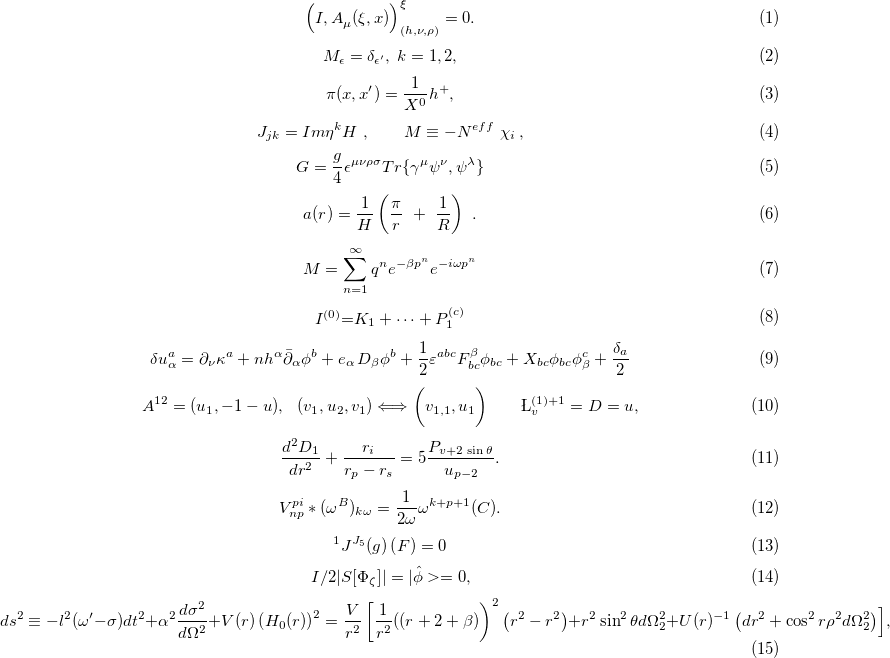 (I, A_μ(ξ, x))^ξ_(h,ν,ρ) = 0. (1)
M_ϵ = δ_ϵ′, k = 1, 2, (2)
π(x, x′) = \frac{1}{X^0} h^+, (3)
J_{jk} = Imη^k H , M ≡ −N^{eff} χ_i , (4)
G = \frac{g}{4} ϵ^{μνρσ} Tr{γ^μ ψ^ν, ψ^λ} (5)
a(r) = \frac{1}{H} ( \frac{π}{r} + \frac{1}{R} ) . (6)
M = \sum_{n=1}^{∞} q^n e^{−βp^n} e^{−iωp^n} (7)
I^{(0)}=K_1 + ⋯ + P_1^{(c)} (8)
δu^a_α = ∂_ν κ^a + nh^α \bar{∂}_α ϕ^b + e_α D_β ϕ^b + \frac{1}{2} ε^{abc} F^β_{bc} ϕ_{bc} + X_{bc} ϕ_{bc} ϕ^c_β + \frac{δ_a}{2} (9)
A^{12} = (u_1, −1 − u), (v_1, u_2, v_1) ⟺ ( v_{1,1}, u_1 ) Ł_v^{(1)+1} = D = u, (10)
\frac{d^2 D_1}{dr^2} + \frac{r_i}{r_p − r_s} = 5 \frac{P_{v+2 \sin θ}}{u_{p−2}}. (11)
V^{pi}_{np} ∗ (ω^B)_{kω} = \frac{1}{2ω} ω^{k+p+1}(C). (12)
^1 J^{J_5}(g) (F) = 0 (13)
I/2|S[Φ_ζ]| = |\hat{ϕ} >= 0, (14)
ds^2 ≡ −l^2(ω′−σ)dt^2+α^2 \frac{dσ^2}{dΩ^2}+V(r) (H_0(r))^2 = \frac{V}{r^2} [ \frac{1}{r^2}((r + 2 + β) )^2 (r^2 − r^2)+r^2 sin^2 θdΩ_2^2+U(r)^{−1} (dr^2 + cos^2 rρ^2 dΩ_2^2) ],
(15)